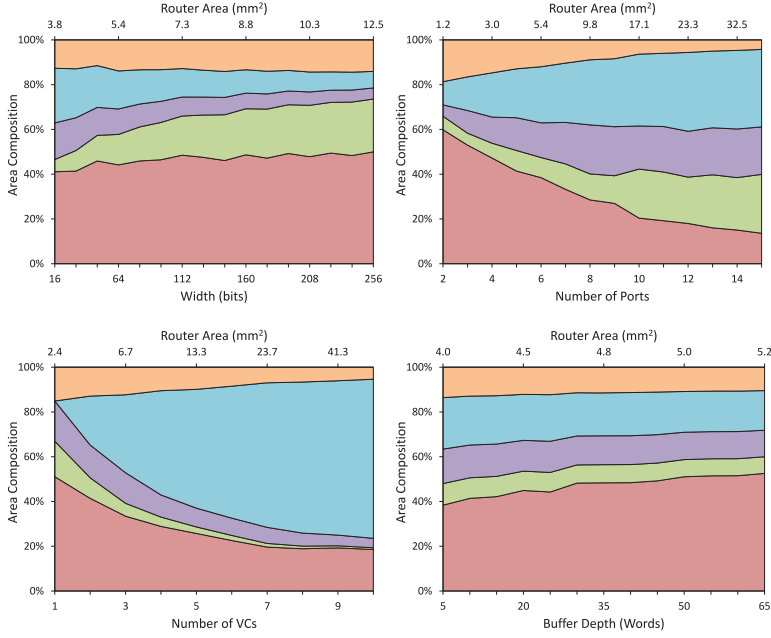 Router Area (mm²)
3.8 5.4 7.3 8.8 10.3 12.5
100%
80%
60%
40%
20%
0%
Area Composition
16 64 112 160 208 256
Width (bits)
Router Area (mm²)
1.2 3.0 5.4 9.8 17.1 23.3 32.5
100%
80%
60%
40%
20%
0%
Area Composition
2 4 6 8 10 12 14
Number of Ports
Router Area (mm²)
2.4 6.7 13.3 23.7 41.3
100%
80%
60%
40%
20%
0%
Area Composition
1 3 5 7 9
Number of VCs
Router Area (mm²)
4.0 4.5 4.8 5.0 5.2
100%
80%
60%
40%
20%
0%
Area Composition
5 20 35 50 65
Buffer Depth (Words)